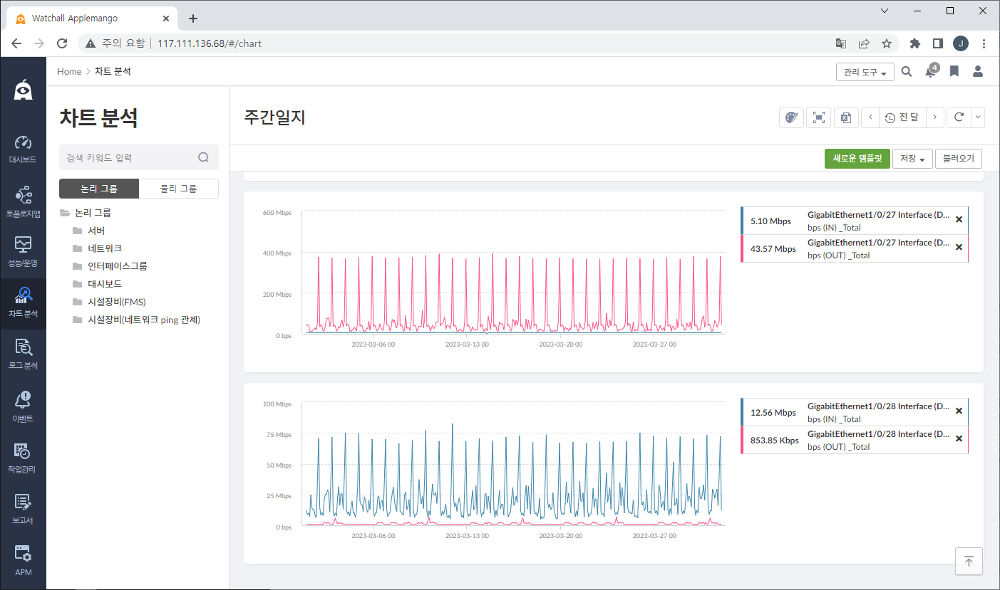 Watchall Applemango
주의 요함
117.111.136.68/#/chart
J
Home > 차트 분석
관리 도구
4
대시보드
토폴로지맵
성능/운영
차트 분석
로그 분석
이벤트
작업관리
보고서
APM
차트 분석
검색 키워드 입력
논리 그룹
물리 그룹
논리 그룹
서버
네트워크
인터페이스그룹
대시보드
시설장비(FMS)
시설장비(네트워크 ping 관제)
주간일지
전 달
새로운 템플릿
저장
불러오기
600 Mbps
400 Mbps
200 Mbps
0 bps
2023-03-06 00
2023-03-13 00
2023-03-20 00
2023-03-27 00
5.10 Mbps
GigabitEthernet1/0/27 Interface (D...
bps (IN) _Total
43.57 Mbps
GigabitEthernet1/0/27 Interface (D...
bps (OUT) _Total
100 Mbps
75 Mbps
50 Mbps
25 Mbps
0 bps
2023-03-06 00
2023-03-13 00
2023-03-20 00
2023-03-27 00
12.56 Mbps
GigabitEthernet1/0/28 Interface (D...
bps (IN) _Total
853.85 Kbps
GigabitEthernet1/0/28 Interface (D...
bps (OUT) _Total